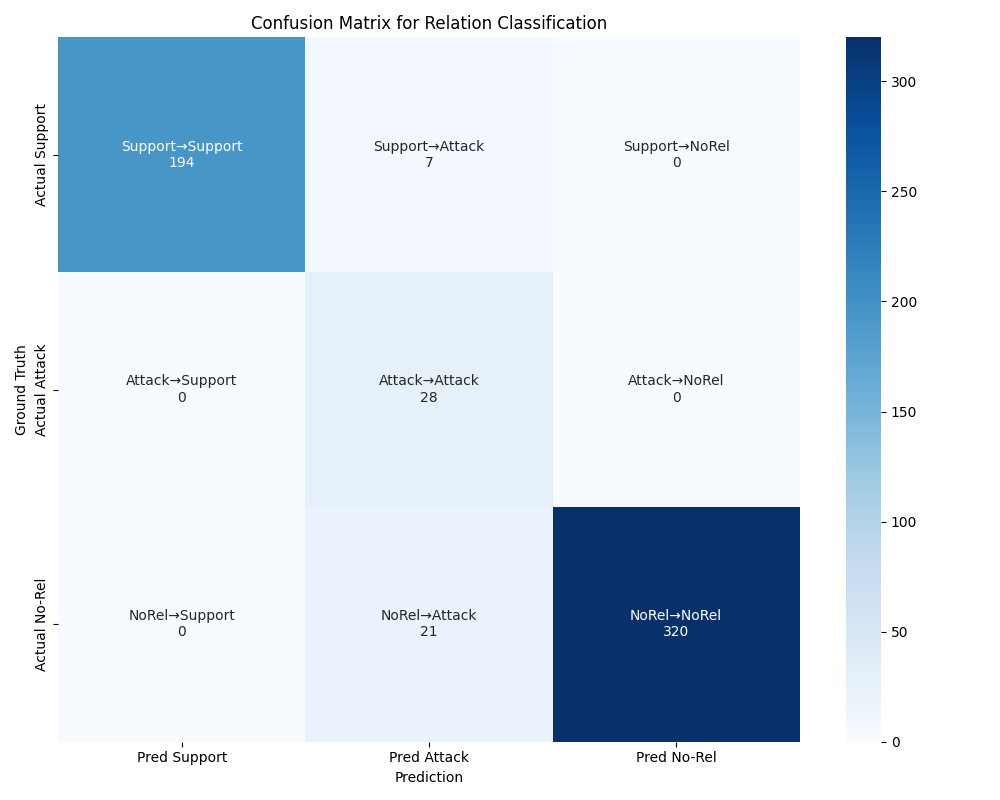 Confusion Matrix for Relation Classification
Ground Truth
Actual Support
Support→Support
194
Support→Attack
7
Support→NoRel
0
Actual Attack
Attack→Support
0
Attack→Attack
28
Attack→NoRel
0
Actual No-Rel
NoRel→Support
0
NoRel→Attack
21
NoRel→NoRel
320
Pred Support
Pred Attack
Pred No-Rel
Prediction
300
250
200
150
100
50
0